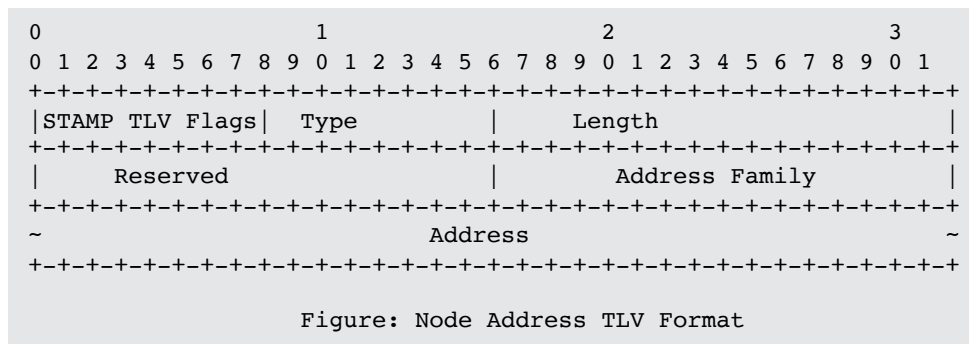 0                   1                   2                   3
0 1 2 3 4 5 6 7 8 9 0 1 2 3 4 5 6 7 8 9 0 1 2 3 4 5 6 7 8 9 0 1
+-+-+-+-+-+-+-+-+-+-+-+-+-+-+-+-+-+-+-+-+-+-+-+-+-+-+-+-+-+-+-+-+
|STAMP TLV Flags|  Type         |     Length                    |
+-+-+-+-+-+-+-+-+-+-+-+-+-+-+-+-+-+-+-+-+-+-+-+-+-+-+-+-+-+-+-+-+
|     Reserved                  |        Address Family         |
+-+-+-+-+-+-+-+-+-+-+-+-+-+-+-+-+-+-+-+-+-+-+-+-+-+-+-+-+-+-+-+-+
~                           Address                             ~
+-+-+-+-+-+-+-+-+-+-+-+-+-+-+-+-+-+-+-+-+-+-+-+-+-+-+-+-+-+-+-+-+
Figure: Node Address TLV Format